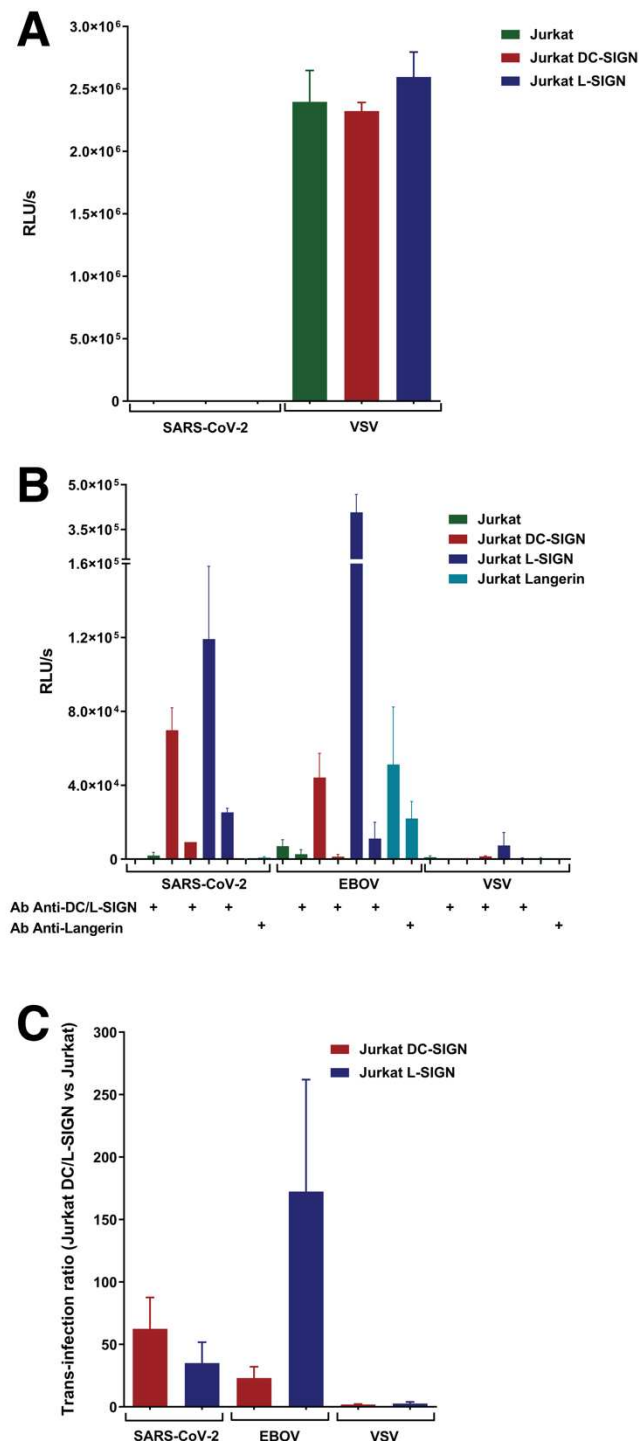 A
3.0×10⁶
2.5×10⁶
2.0×10⁶
1.5×10⁶
1.0×10⁶
5.0×10⁵
0
RLU/s
Jurkat
Jurkat DC-SIGN
Jurkat L-SIGN
SARS-CoV-2 VSV
B
5.0×10⁵
3.5×10⁵
1.6×10⁵
1.2×10⁵
8.0×10⁴
4.0×10⁴
0
RLU/s
Jurkat
Jurkat DC-SIGN
Jurkat L-SIGN
Jurkat Langerin
SARS-CoV-2 EBOV VSV
Ab Anti-DC/L-SIGN + + + + + + + + +
Ab Anti-Langerin + + +
C
300
250
200
150
100
50
0
Trans-infection ratio (Jurkat DC/L-SIGN vs Jurkat)
Jurkat DC-SIGN
Jurkat L-SIGN
SARS-CoV-2 EBOV VSV